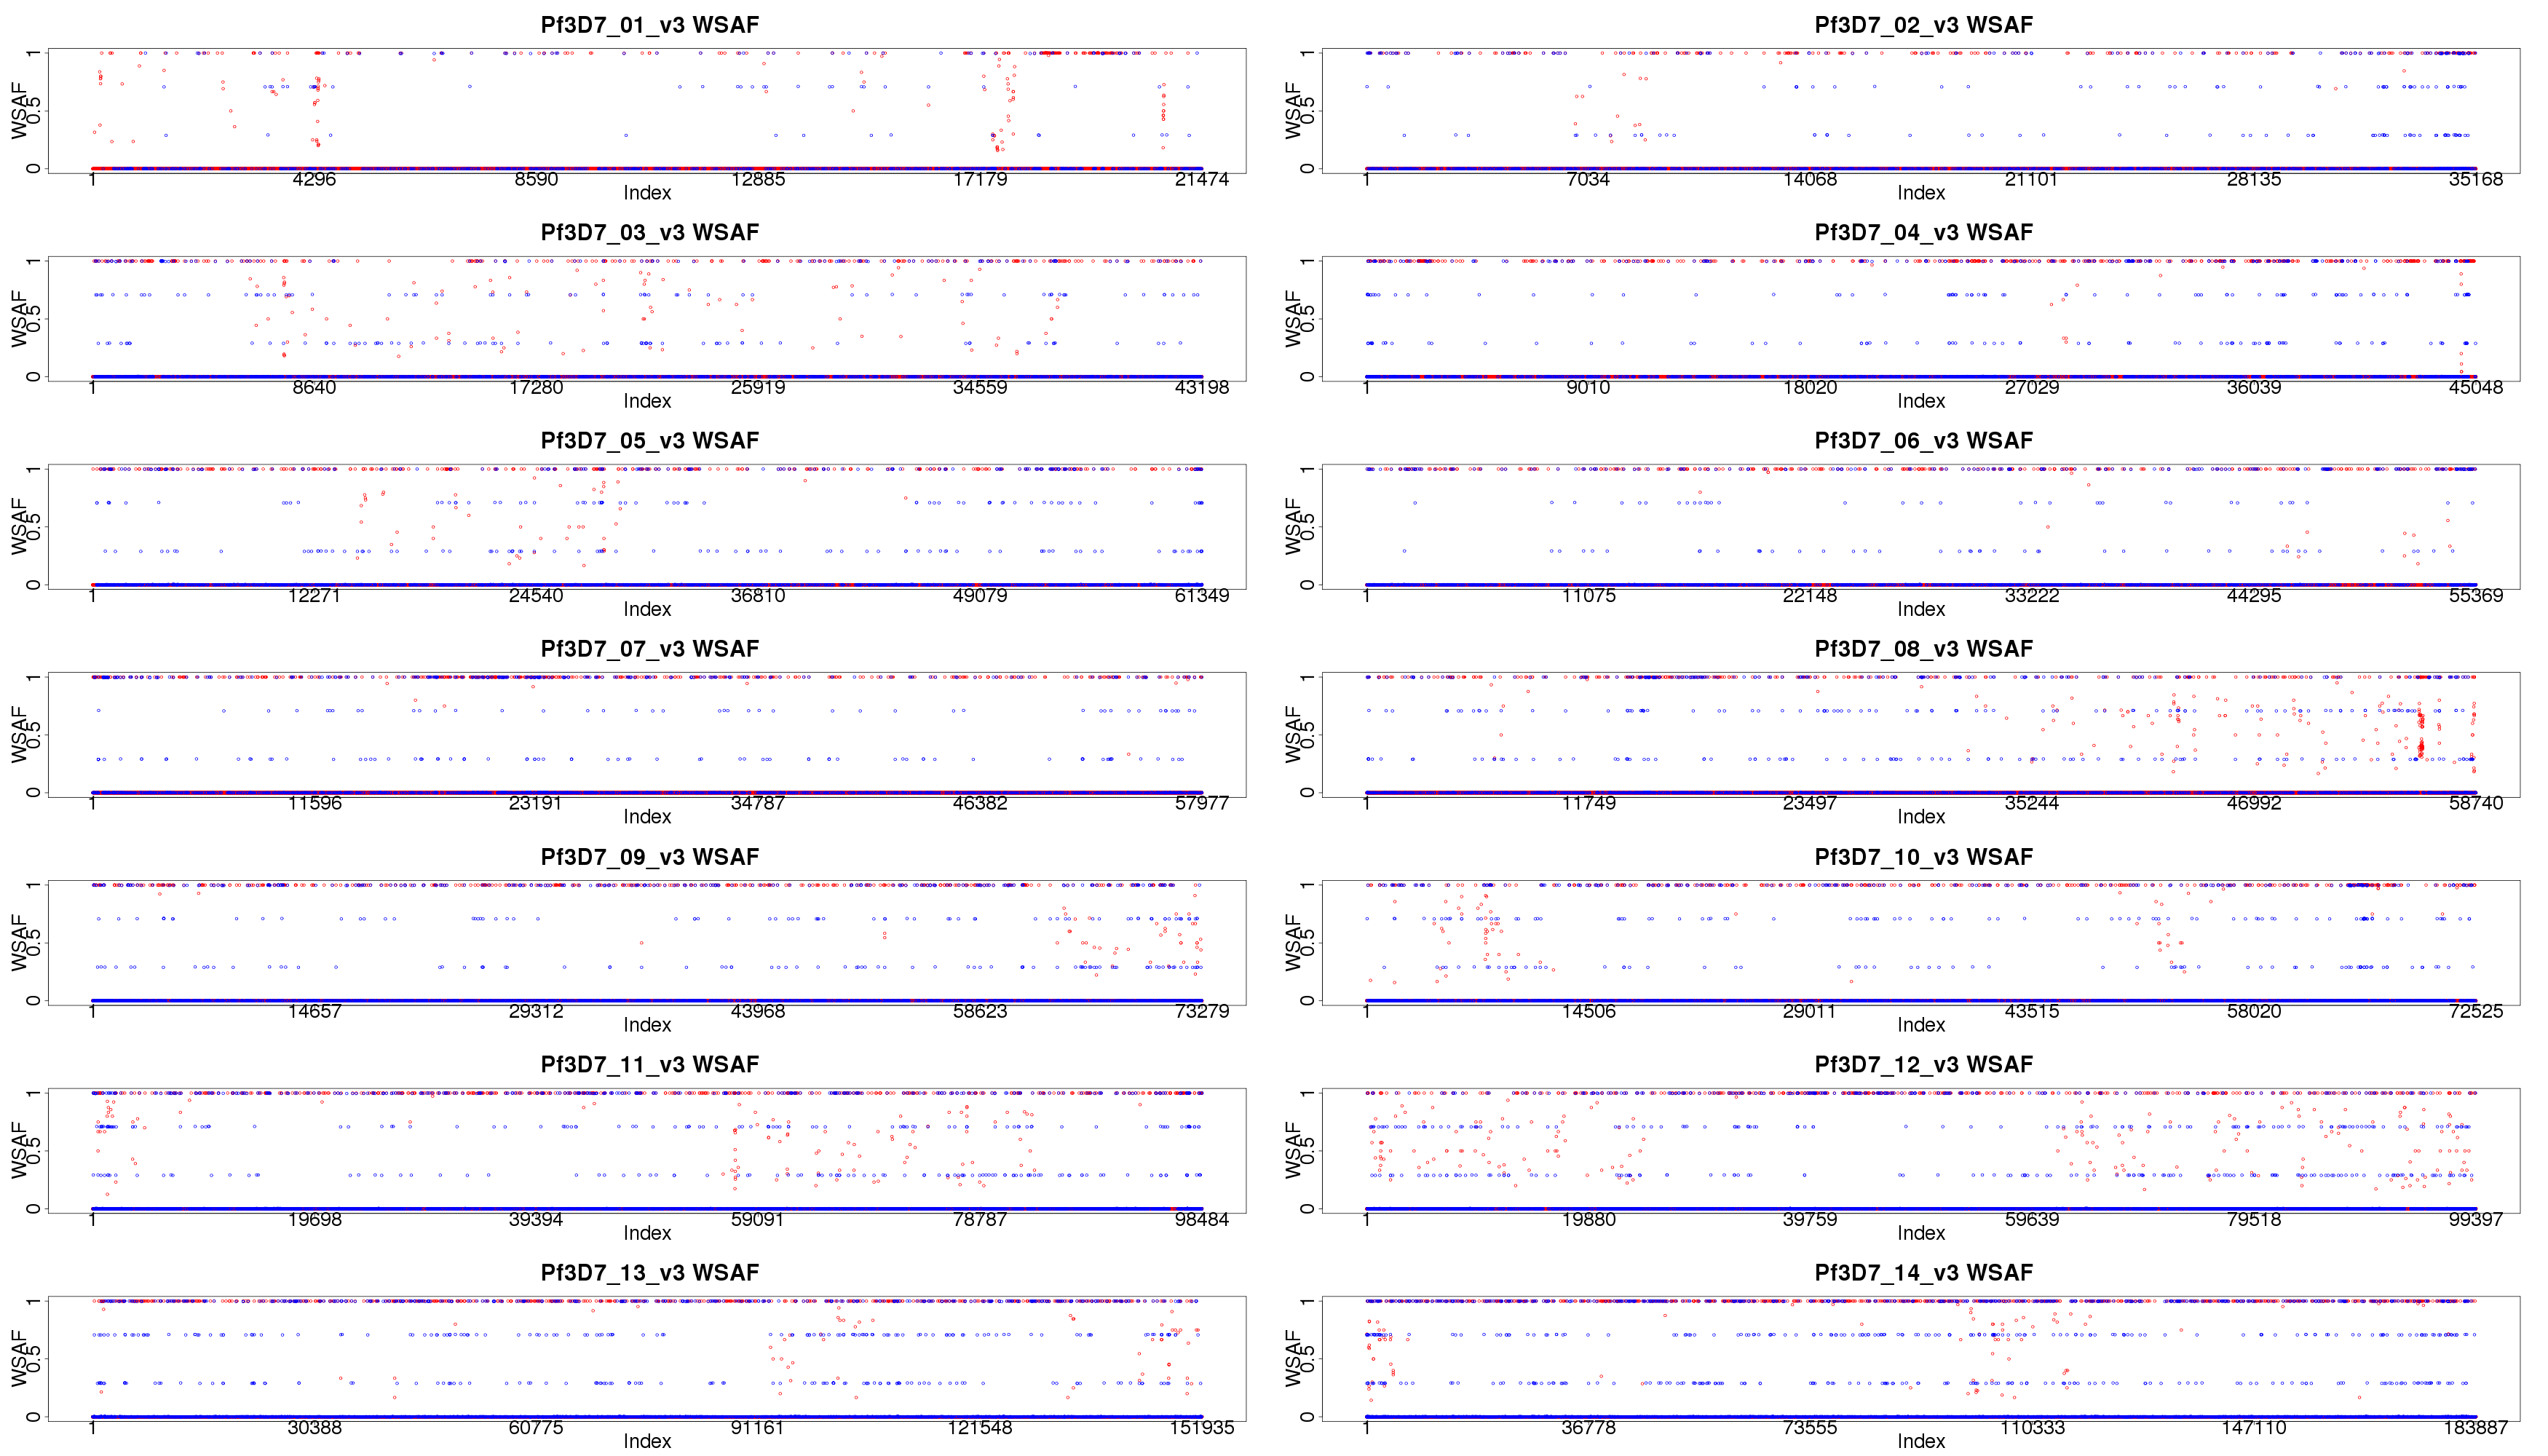 Pf3D7_01_v3 WSAF
WSAF
0 0.5 1
1 4296 8590 12885 17179 21474
Index
Pf3D7_02_v3 WSAF
WSAF
0 0.5 1
1 7034 14068 21101 28135 35168
Index
Pf3D7_03_v3 WSAF
WSAF
0 0.5 1
1 8640 17280 25919 34559 43198
Index
Pf3D7_04_v3 WSAF
WSAF
0 0.5 1
1 9010 18020 27029 36039 45048
Index
Pf3D7_05_v3 WSAF
WSAF
0 0.5 1
1 12271 24540 36810 49079 61349
Index
Pf3D7_06_v3 WSAF
WSAF
0 0.5 1
1 11075 22148 33222 44295 55369
Index
Pf3D7_07_v3 WSAF
WSAF
0 0.5 1
1 11596 23191 34787 46382 57977
Index
Pf3D7_08_v3 WSAF
WSAF
0 0.5 1
1 11749 23497 35244 46992 58740
Index
Pf3D7_09_v3 WSAF
WSAF
0 0.5 1
1 14657 29312 43968 58623 73279
Index
Pf3D7_10_v3 WSAF
WSAF
0 0.5 1
1 14506 29011 43515 58020 72525
Index
Pf3D7_11_v3 WSAF
WSAF
0 0.5 1
1 19698 39394 59091 78787 98484
Index
Pf3D7_12_v3 WSAF
WSAF
0 0.5 1
1 19880 39759 59639 79518 99397
Index
Pf3D7_13_v3 WSAF
WSAF
0 0.5 1
1 30388 60775 91161 121548 151935
Index
Pf3D7_14_v3 WSAF
WSAF
0 0.5 1
1 36778 73555 110333 147110 183887
Index